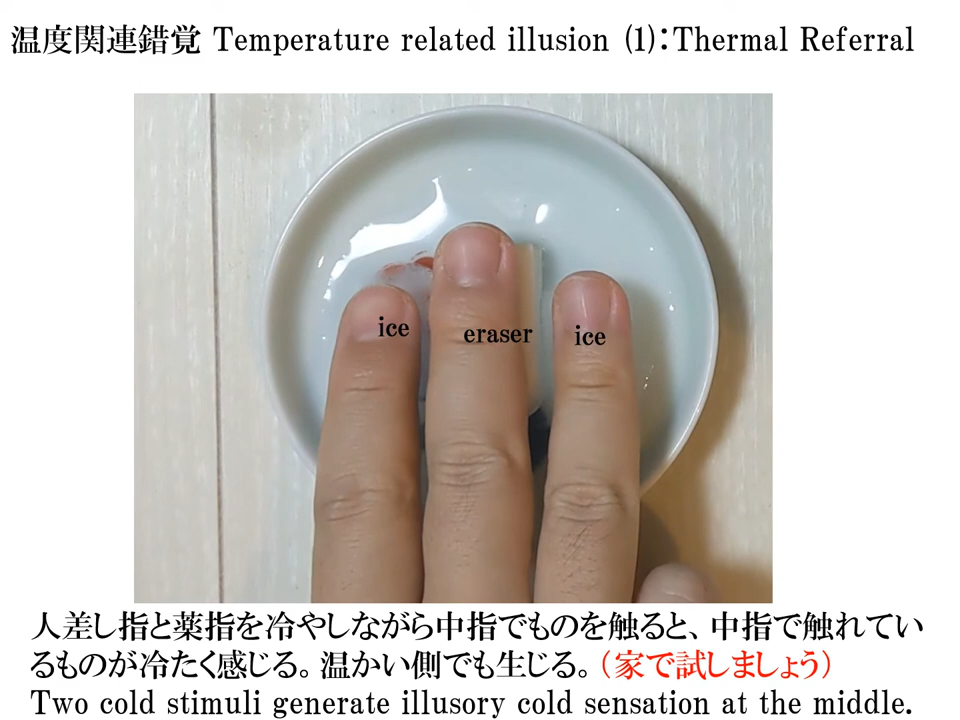 温度関連錯覚 Temperature related illusion (1):Thermal Referral
ice
eraser
ice
人差し指と薬指を冷やしながら中指でものを触ると、中指で触れてい
るものが冷たく感じる。温かい側でも生じる。(家で試しましょう)
Two cold stimuli generate illusory cold sensation at the middle.